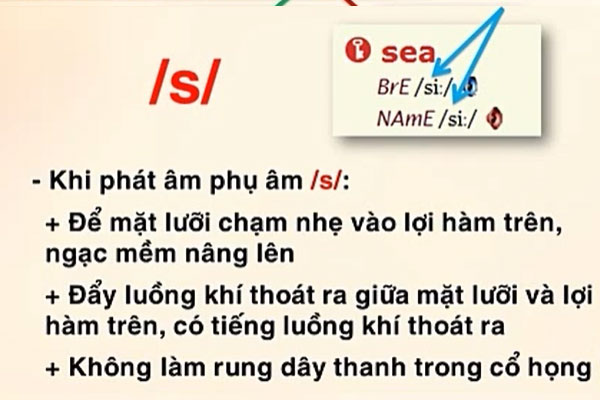 /s/
sea
BrE /siː/
NAmE /siː/
- Khi phát âm phụ âm /s/:
+ Để mặt lưỡi chạm nhẹ vào lợi hàm trên,
ngạc mềm nâng lên
+ Đẩy luồng khí thoát ra giữa mặt lưỡi và lợi
hàm trên, có tiếng luồng khí thoát ra
+ Không làm rung dây thanh trong cổ họng